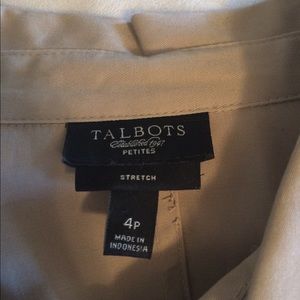 TALBOTS
Established 1947
PETITES
STRETCH
4P
MADE IN
INDONESIA